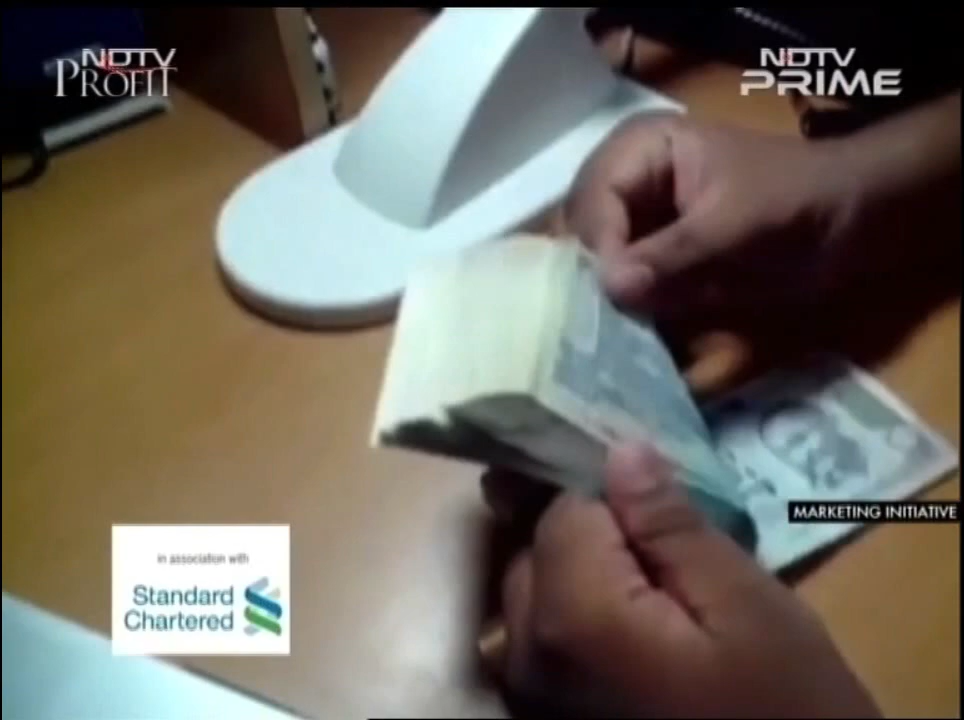 NDTV
PROFIT
NDTV
PRIME
MARKETING INITIATIVE
in association with
Standard
Chartered